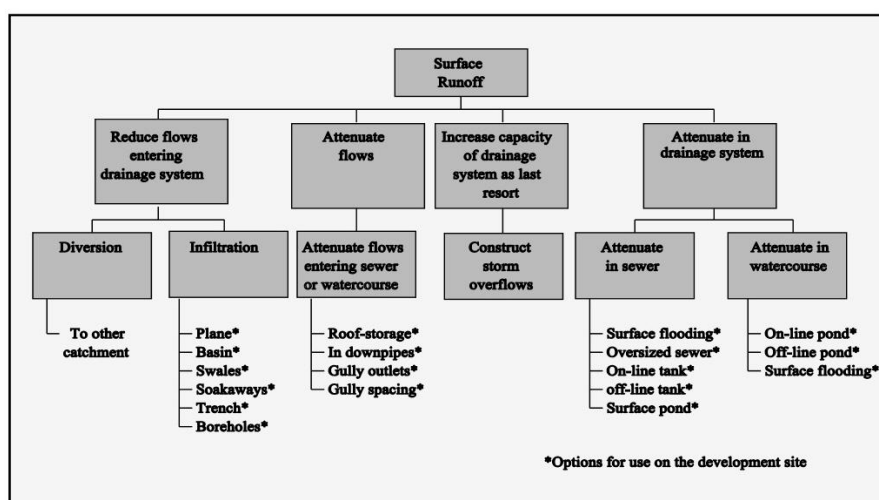 Surface
Runoff
Reduce flows
entering
drainage system
Attenuate
flows
Increase capacity
of drainage
system as last
resort
Attenuate in
drainage system
Diversion
Infiltration
Attenuate flows
entering sewer
or watercourse
Construct
storm
overflows
Attenuate
in sewer
Attenuate in
watercourse
To other
catchment
Plane*
Basin*
Swales*
Soakaways*
Trench*
Boreholes*
Roof-storage*
In downpipes*
Gully outlets*
Gully spacing*
Surface flooding*
Oversized sewer*
On-line tank*
off-line tank*
Surface pond*
On-line pond*
Off-line pond*
Surface flooding*
*Options for use on the development site